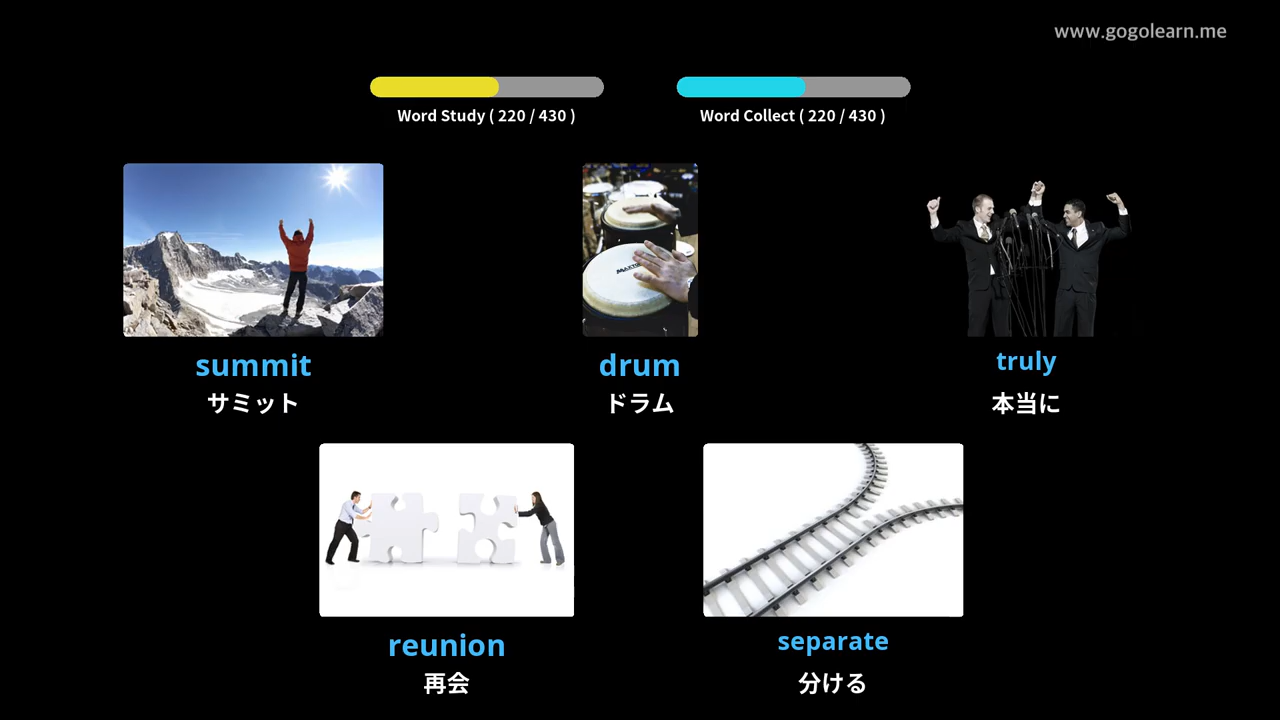 www.gogolearn.me
Word Study ( 220 / 430 )
Word Collect ( 220 / 430 )
summit
サミット
drum
ドラム
truly
本当に
reunion
再会
separate
分ける